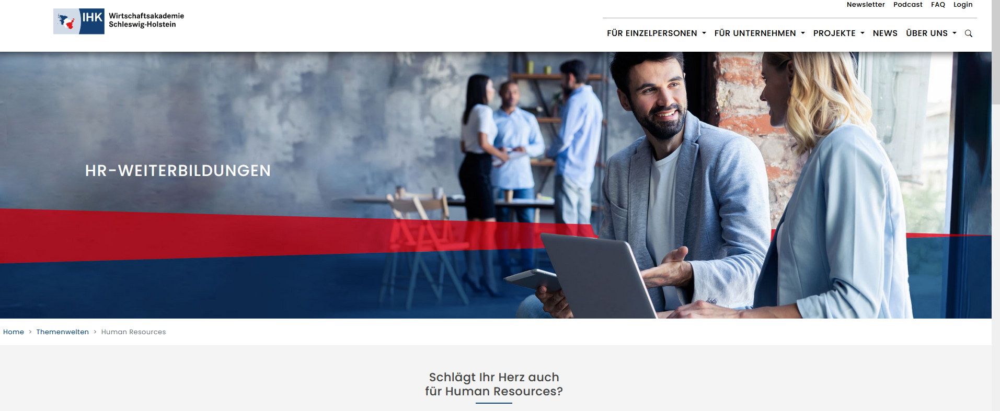 Newsletter Podcast FAQ Login
IHK Wirtschaftsakademie
Schleswig-Holstein
FÜR EINZELPERSONEN FÜR UNTERNEHMEN PROJEKTE NEWS ÜBER UNS
HR-WEITERBILDUNGEN
Home > Themenwelten > Human Resources
Schlägt Ihr Herz auch
für Human Resources?